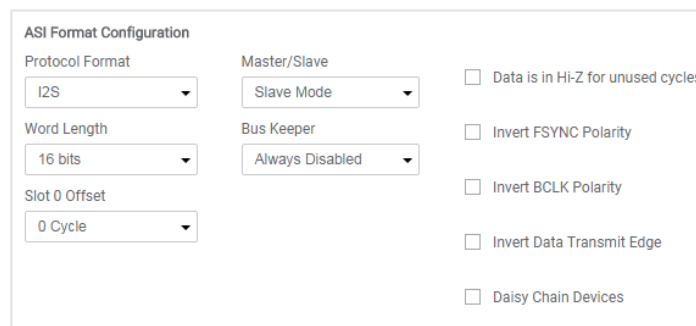 ASI Format Configuration
Protocol Format
I2S
Master/Slave
Slave Mode
Word Length
16 bits
Bus Keeper
Always Disabled
Slot 0 Offset
0 Cycle
Data is in Hi-Z for unused cycles
Invert FSYNC Polarity
Invert BCLK Polarity
Invert Data Transmit Edge
Daisy Chain Devices